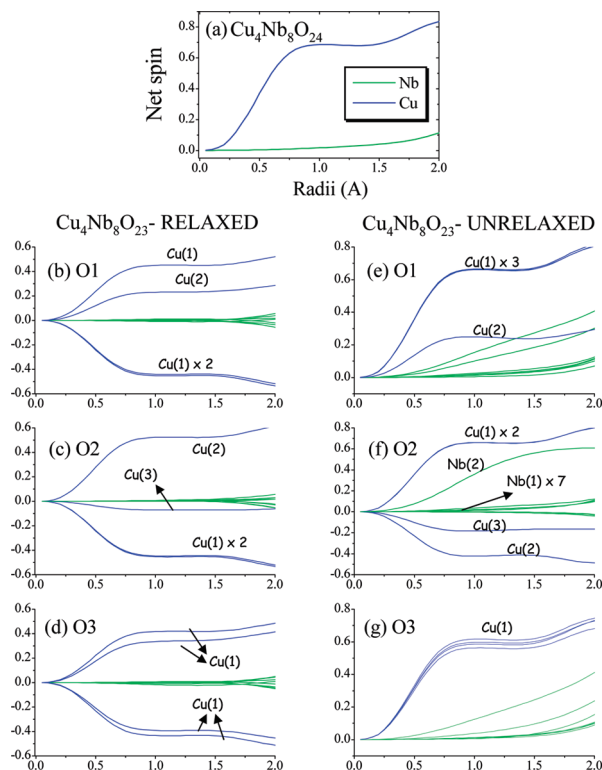 (a) Cu4Nb8O24
Net spin
0.8
0.6
0.4
0.2
0.0
Nb
Cu
0.0 0.5 1.0 1.5 2.0
Radii (A)
Cu4Nb8O23- RELAXED
(b) O1
0.6
0.4
0.2
0.0
-0.2
-0.4
-0.6
Cu(1)
Cu(2)
Cu(1) x 2
0.0 0.5 1.0 1.5 2.0
(c) O2
0.6
0.4
0.2
0.0
-0.2
-0.4
-0.6
Cu(2)
Cu(3)
Cu(1) x 2
0.0 0.5 1.0 1.5 2.0
(d) O3
0.6
0.4
0.2
0.0
-0.2
-0.4
-0.6
Cu(1)
Cu(1)
0.0 0.5 1.0 1.5 2.0
Cu4Nb8O23- UNRELAXED
(e) O1
0.8
0.6
0.4
0.2
0.0
Cu(1) x 3
Cu(2)
0.0 0.5 1.0 1.5 2.0
(f) O2
0.8
0.6
0.4
0.2
0.0
-0.2
-0.4
-0.6
Cu(1) x 2
Nb(2)
Nb(1) x 7
Cu(3)
Cu(2)
0.0 0.5 1.0 1.5 2.0
(g) O3
0.8
0.6
0.4
0.2
0.0
Cu(1)
0.0 0.5 1.0 1.5 2.0